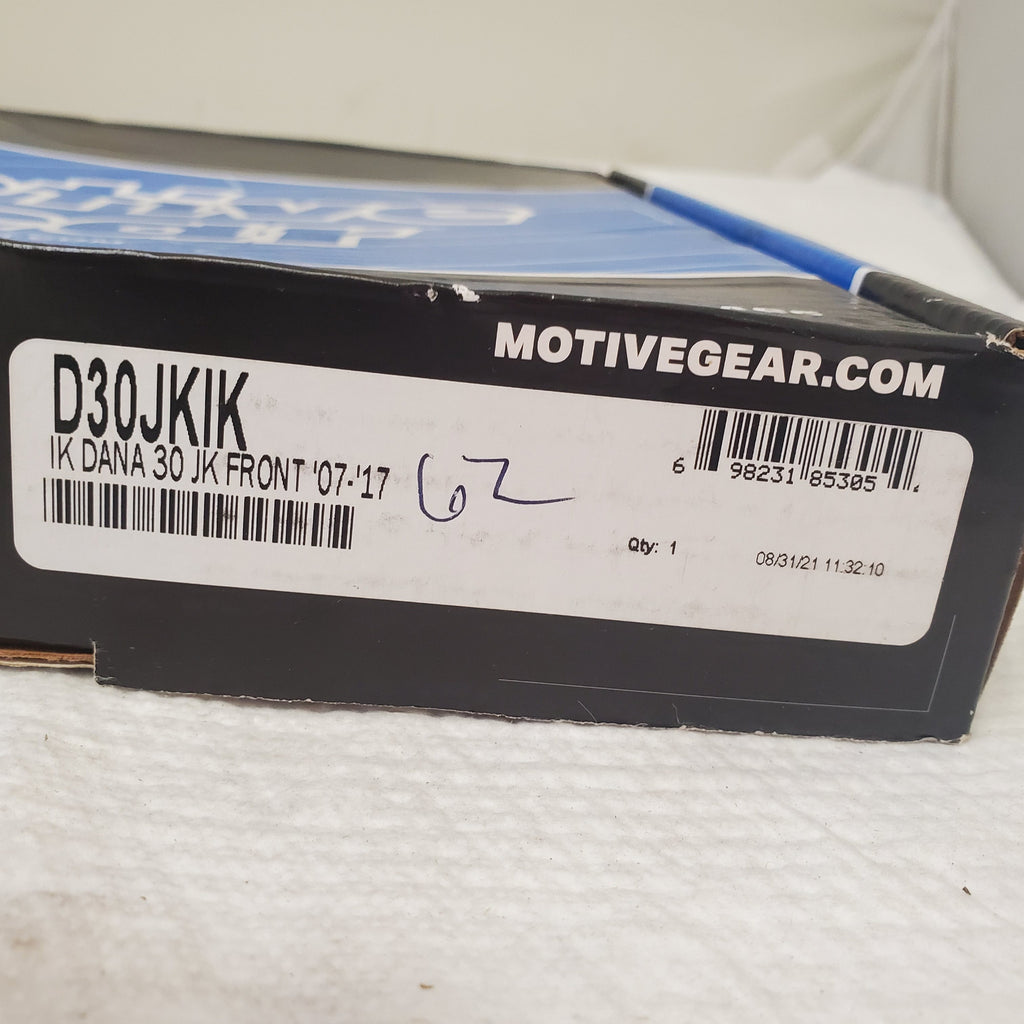 MOTIVEGEAR.COM
D30JKIK
IK DANA 30 JK FRONT '07-'17
62
6 98231 85305
Qty: 1
08/31/21 11:32:10